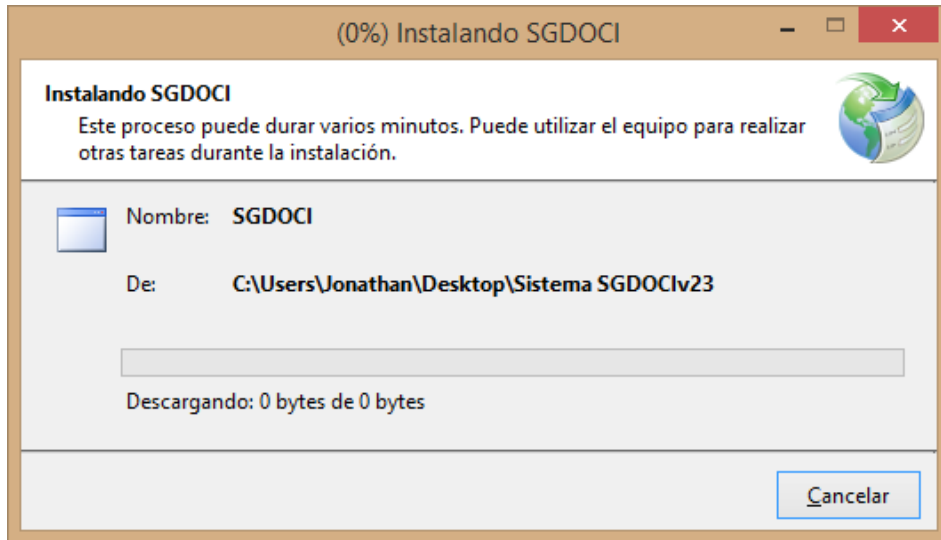 (0%) Instalando SGDOCI
Instalando SGDOCI
Este proceso puede durar varios minutos. Puede utilizar el equipo para realizar
otras tareas durante la instalación.
Nombre: SGDOCI
De: C:\Users\Jonathan\Desktop\Sistema SGDOCIv23
Descargando: 0 bytes de 0 bytes
Cancelar